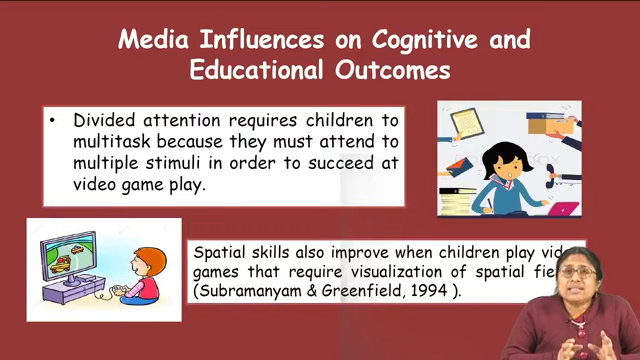 Media Influences on Cognitive and
Educational Outcomes
• Divided attention requires children to
multitask because they must attend to
multiple stimuli in order to succeed at
video game play.
Spatial skills also improve when children play
games that require visualization of spatial
(Subramanyam & Greenfield, 1994 ).